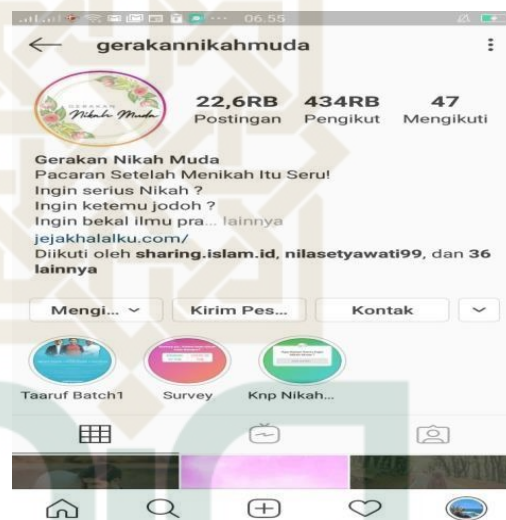 06.55
gerakannikahmuda
GERAKAN
Nikah Muda
22,6RB 434RB 47
Postingan Pengikut Mengikuti
Gerakan Nikah Muda
Pacaran Setelah Menikah Itu Seru!
Ingin serius Nikah ?
Ingin ketemu jodoh ?
Ingin bekal ilmu pra... lainnya
jejakhalalku.com/
Diikuti oleh sharing.islam.id, nilasetyawati99, dan 36
lainnya
Mengi... Kirim Pes... Kontak
Taaruf Batch1 Survey Knp Nikah...